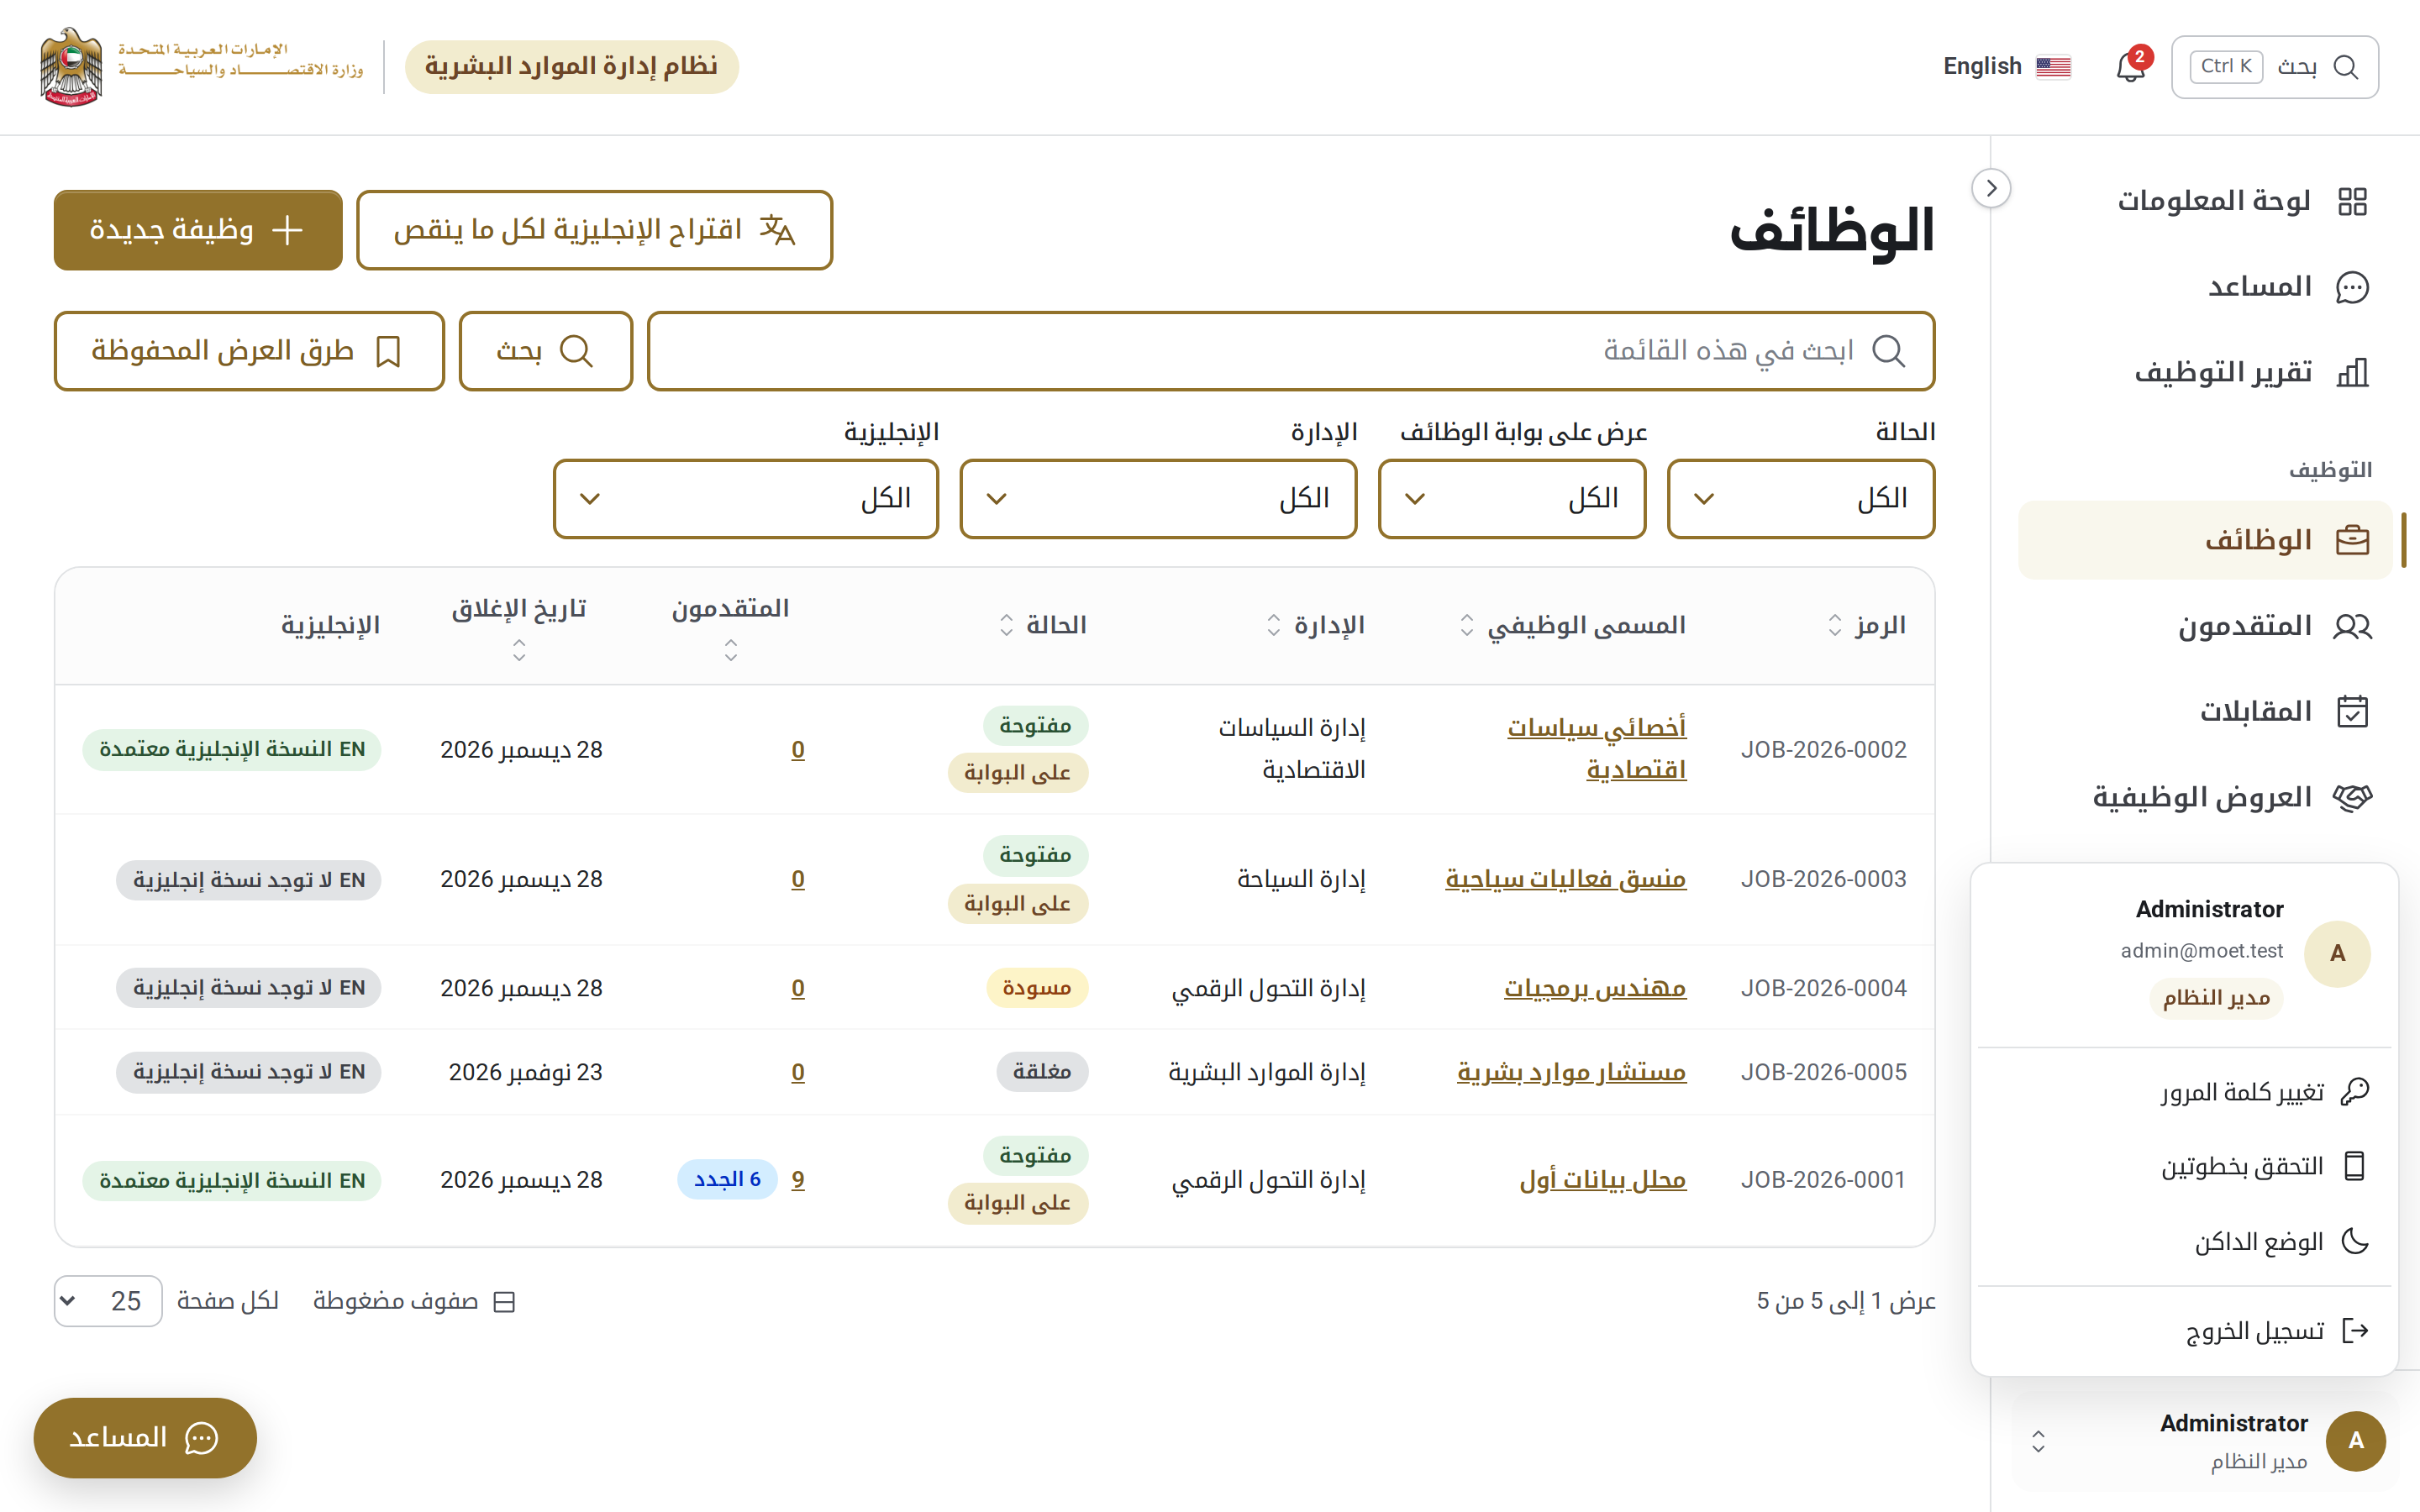 الإمارات العربية المتحدة
وزارة الاقتصاد والسياحة
نظام إدارة الموارد البشرية
English
2
بحث
Ctrl K
لوحة المعلومات
المساعد
تقرير التوظيف
التوظيف
الوظائف
المتقدمون
المقابلات
العروض الوظيفية
Administrator
admin@moet.test
مدير النظام
A
تغيير كلمة المرور
التحقق بخطوتين
الوضع الداكن
تسجيل الخروج
Administrator
مدير النظام
A
الوظائف
اقتراح الإنجليزية لكل ما ينقص
وظيفة جديدة
ابحث في هذه القائمة
بحث
طرق العرض المحفوظة
الحالة
عرض على بوابة الوظائف
الإدارة
الإنجليزية
الكل
الكل
الكل
الكل
الرمز المسمى الوظيفي الإدارة الحالة المتقدمون تاريخ الإغلاق الإنجليزية
JOB-2026-0002 أخصائي سياسات اقتصادية إدارة السياسات الاقتصادية مفتوحة على البوابة 0 28 ديسمبر 2026 EN النسخة الإنجليزية معتمدة
JOB-2026-0003 منسق فعاليات سياحية إدارة السياحة مفتوحة على البوابة 0 28 ديسمبر 2026 EN لا توجد نسخة إنجليزية
JOB-2026-0004 مهندس برمجيات إدارة التحول الرقمي مسودة 0 28 ديسمبر 2026 EN لا توجد نسخة إنجليزية
JOB-2026-0005 مستشار موارد بشرية إدارة الموارد البشرية مغلقة 0 23 نوفمبر 2026 EN لا توجد نسخة إنجليزية
JOB-2026-0001 محلل بيانات أول إدارة التحول الرقمي مفتوحة على البوابة 9 6 الجدد 28 ديسمبر 2026 EN النسخة الإنجليزية معتمدة
عرض 1 إلى 5 من 5
صفوف مضغوطة
لكل صفحة
25
المساعد